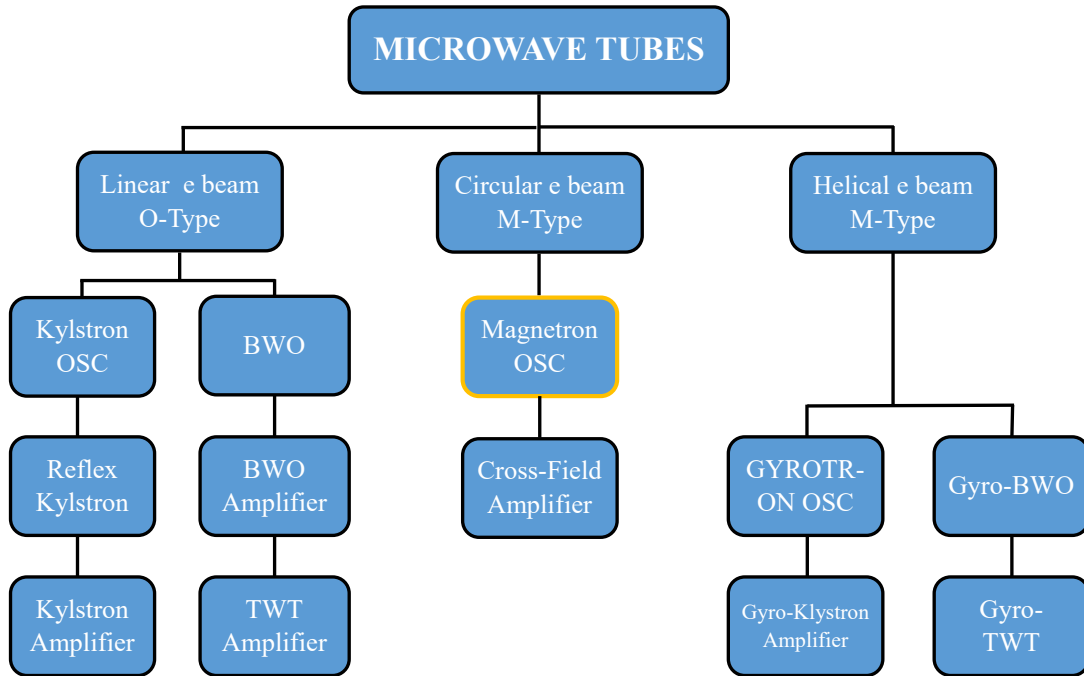 MICROWAVE TUBES
Linear e beam
O-Type
Circular e beam
M-Type
Helical e beam
M-Type
Kylstron
OSC
BWO
Magnetron
OSC
Reflex
Kylstron
BWO
Amplifier
Cross-Field
Amplifier
GYROTR-
ON OSC
Gyro-BWO
Kylstron
Amplifier
TWT
Amplifier
Gyro-Klystron
Amplifier
Gyro-
TWT